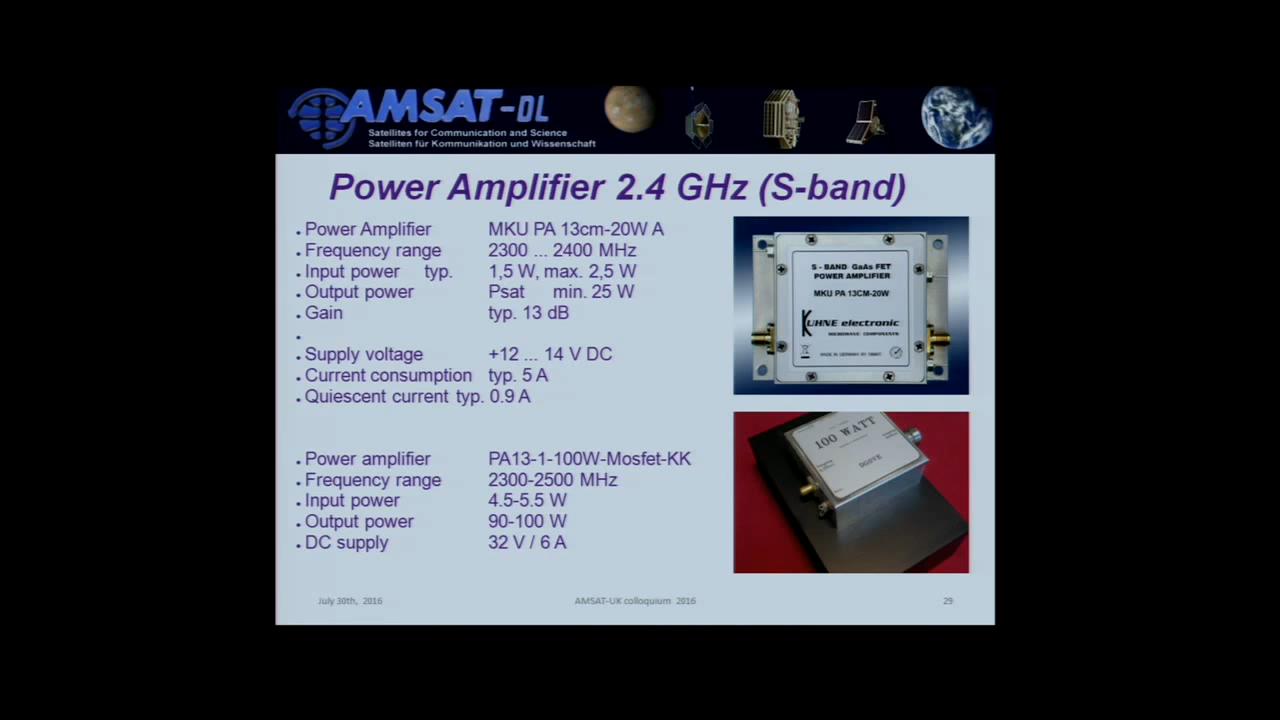 AMSAT-DL
Satellites for Communication and Science
Satelliten für Kommunikation und Wissenschaft
Power Amplifier 2.4 GHz (S-band)
Power Amplifier MKU PA 13cm-20W A
Frequency range 2300 ... 2400 MHz
Input power typ. 1,5 W, max. 2,5 W
Output power Psat min. 25 W
Gain typ. 13 dB
Supply voltage +12 ... 14 V DC
Current consumption typ. 5 A
Quiescent current typ. 0.9 A
Power amplifier PA13-1-100W-Mosfet-KK
Frequency range 2300-2500 MHz
Input power 4.5-5.5 W
Output power 90-100 W
DC supply 32 V / 6 A
S - BAND GaAs FET
POWER AMPLIFIER
MKU PA 13CM-20W
KUHNE electronic
MICROWAVE COMPONENTS
100 WATT
July 30th, 2016
AMSAT-UK colloquium 2016
29